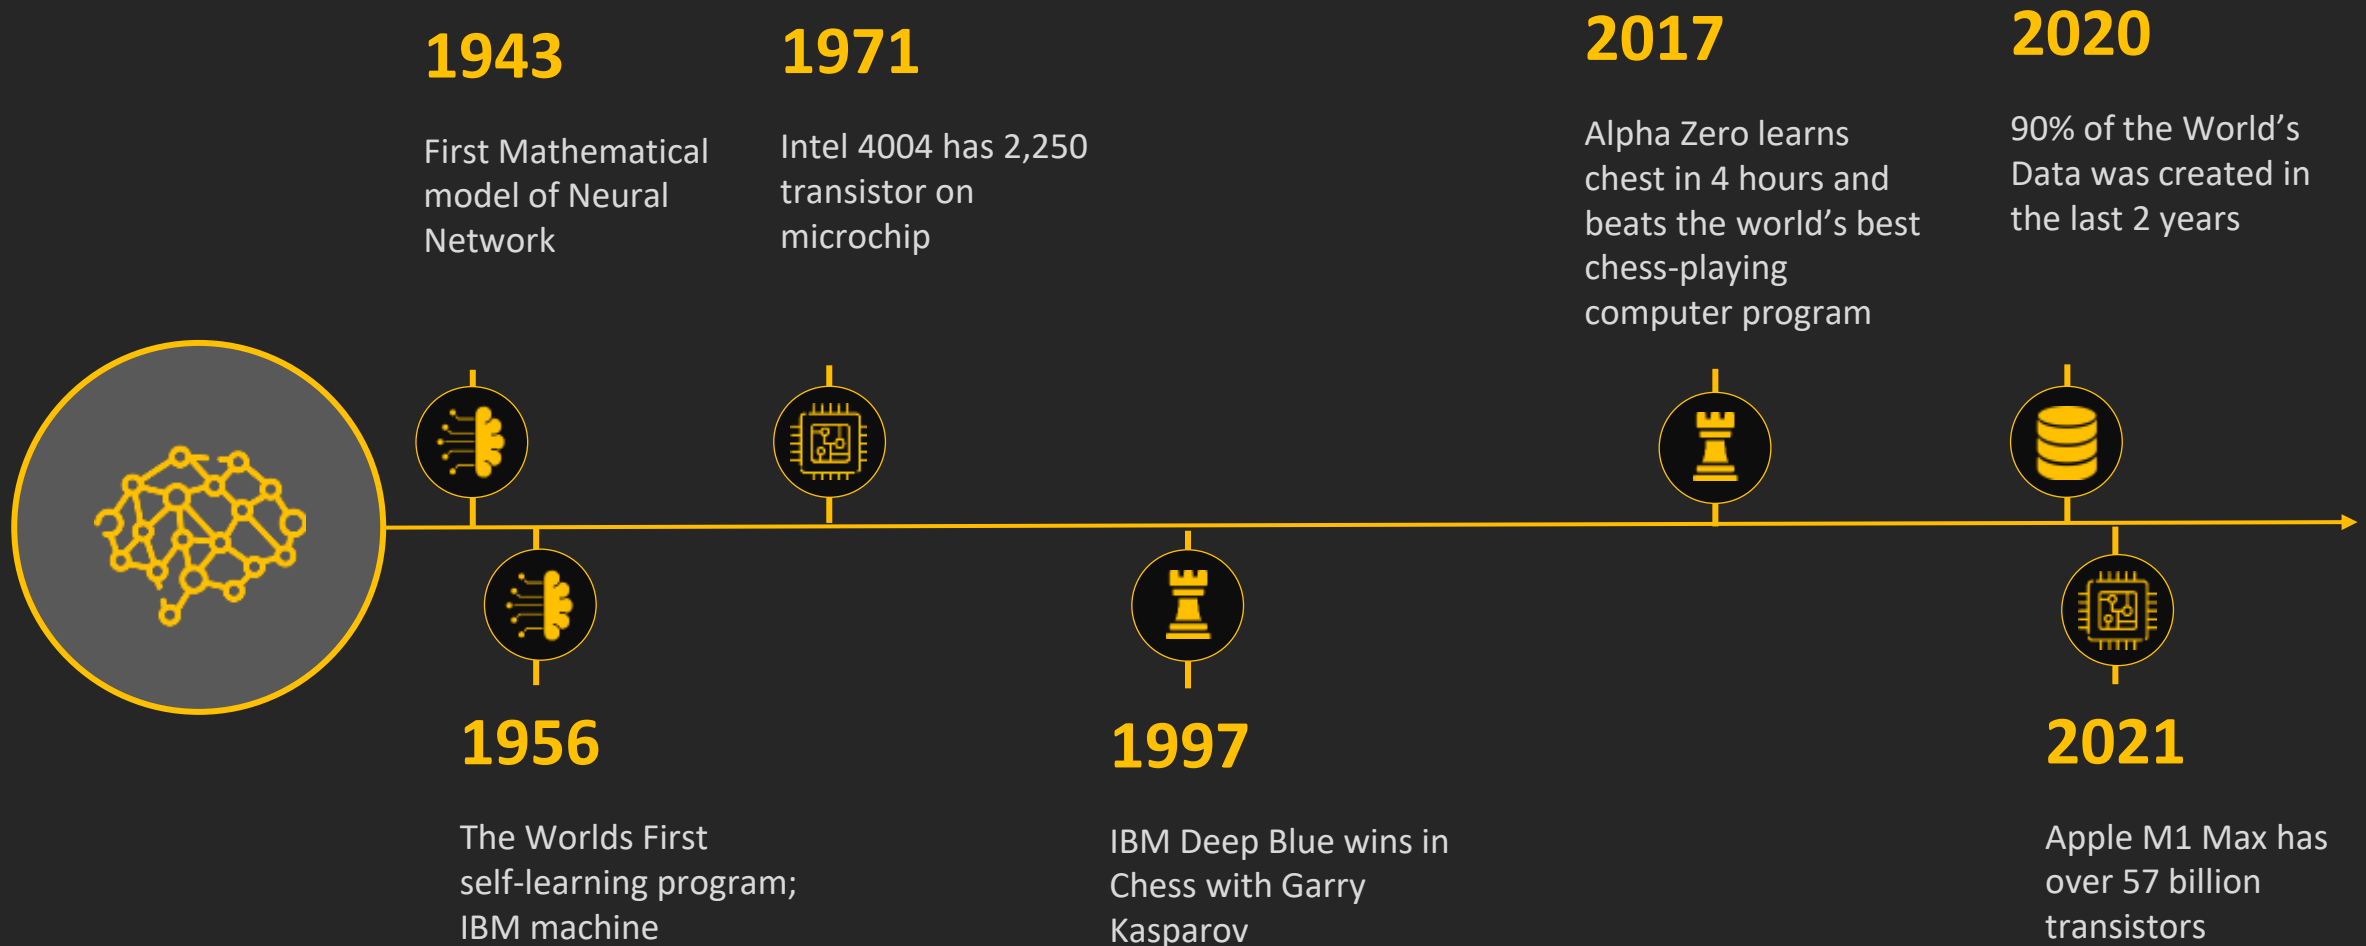 1943
First Mathematical
model of Neural
Network
1971
Intel 4004 has 2,250
transistor on
microchip
2017
Alpha Zero learns
chest in 4 hours and
beats the world’s best
chess-playing
computer program
2020
90% of the World’s
Data was created in
the last 2 years
1956
The Worlds First
self-learning program;
IBM machine
1997
IBM Deep Blue wins in
Chess with Garry
Kasparov
2021
Apple M1 Max has
over 57 billion
transistors